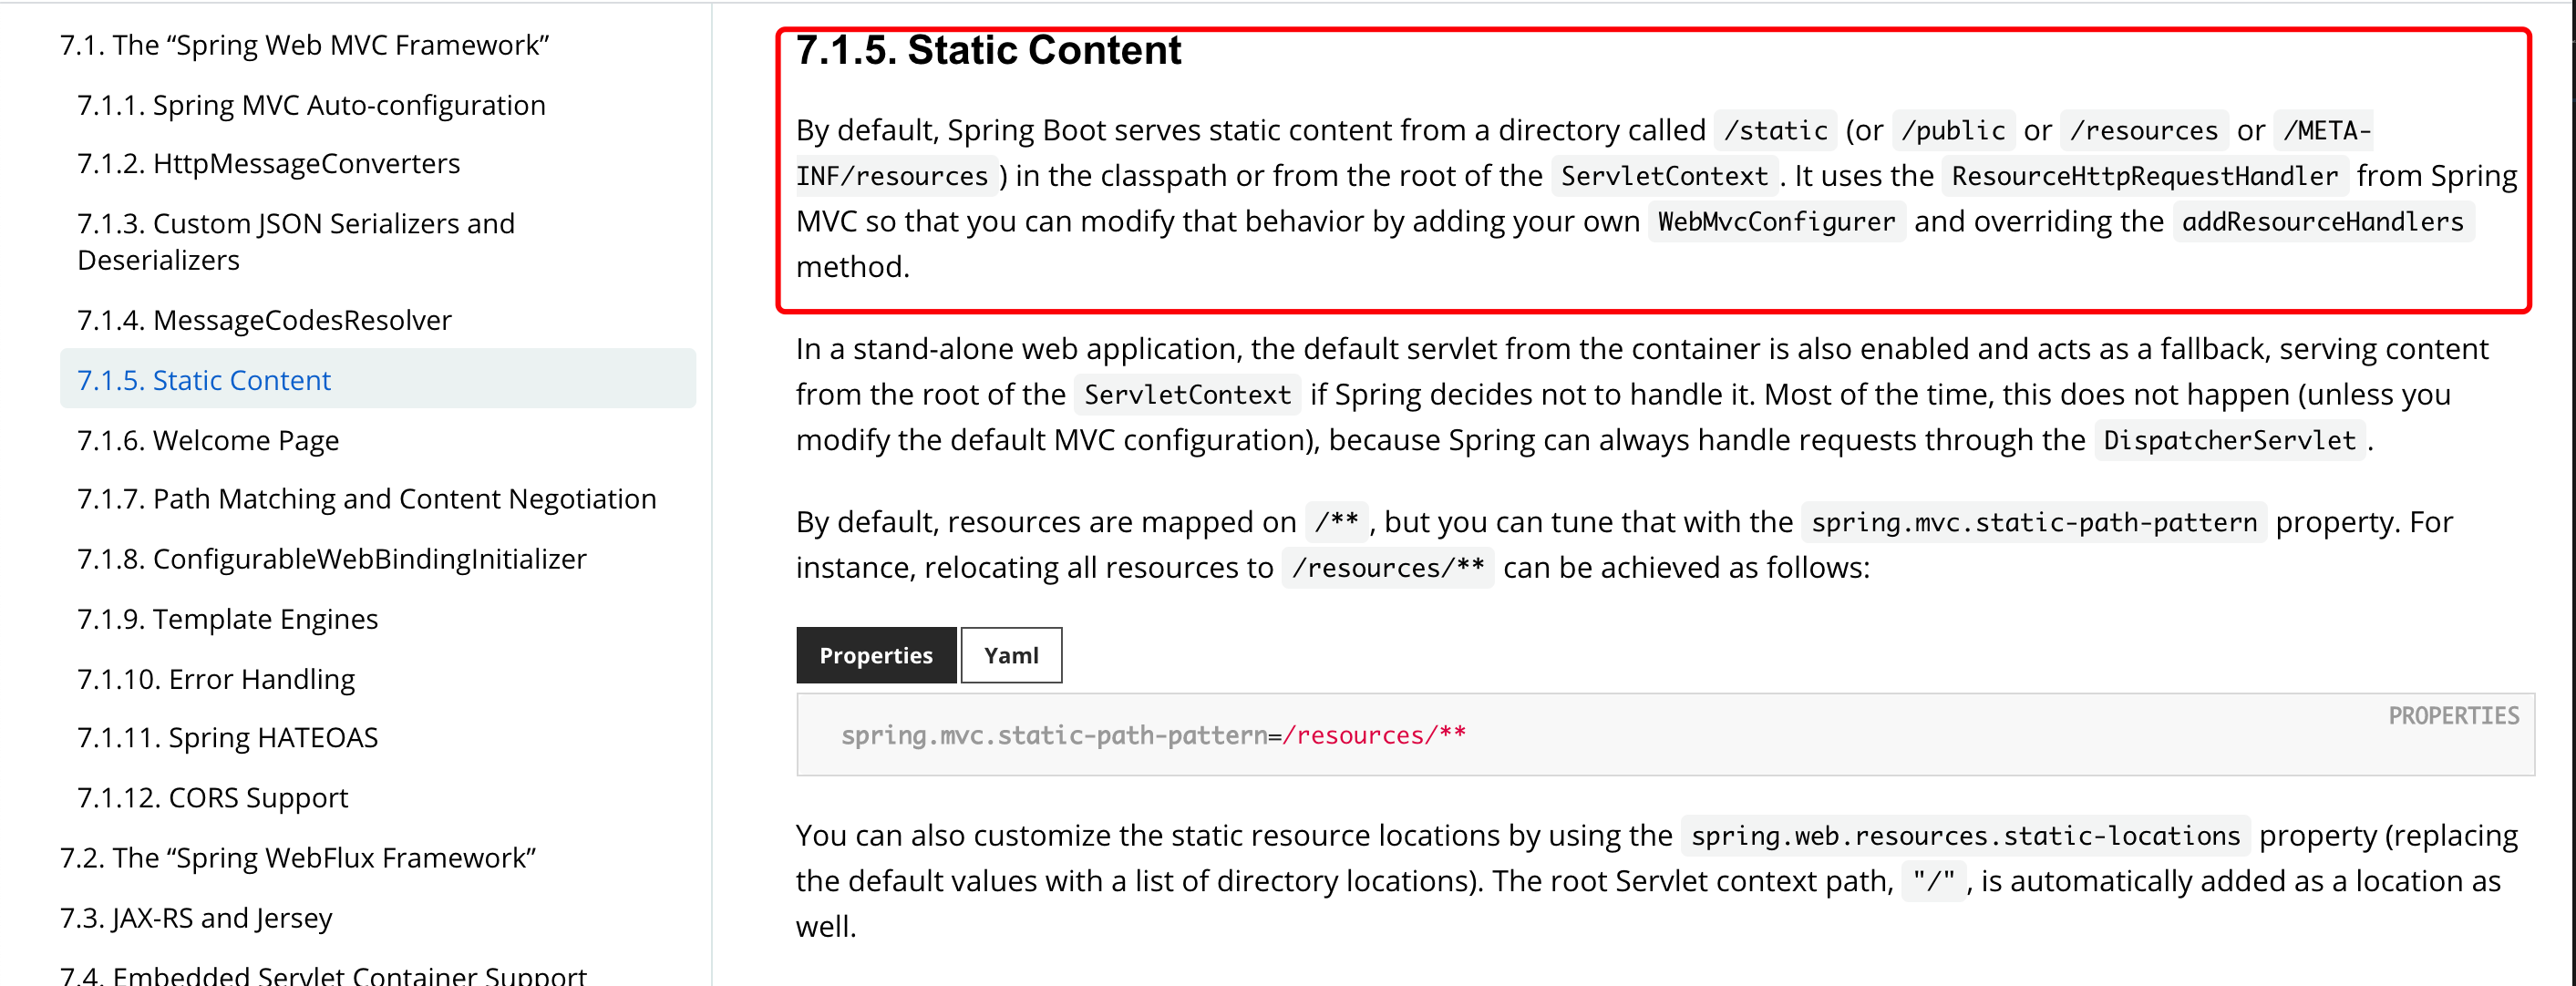 7.1. The “Spring Web MVC Framework”
7.1.1. Spring MVC Auto-configuration
7.1.2. HttpMessageConverters
7.1.3. Custom JSON Serializers and
Deserializers
7.1.4. MessageCodesResolver
7.1.5. Static Content
7.1.6. Welcome Page
7.1.7. Path Matching and Content Negotiation
7.1.8. ConfigurableWebBindingInitializer
7.1.9. Template Engines
7.1.10. Error Handling
7.1.11. Spring HATEOAS
7.1.12. CORS Support
7.2. The “Spring WebFlux Framework”
7.3. JAX-RS and Jersey
7.4. Embedded Servlet Container Support
7.1.5. Static Content
By default, Spring Boot serves static content from a directory called /static (or /public or /resources or /META-
INF/resources ) in the classpath or from the root of the ServletContext . It uses the ResourceHttpRequestHandler from Spring
MVC so that you can modify that behavior by adding your own WebMvcConfigurer and overriding the addResourceHandlers
method.
In a stand-alone web application, the default servlet from the container is also enabled and acts as a fallback, serving content
from the root of the ServletContext if Spring decides not to handle it. Most of the time, this does not happen (unless you
modify the default MVC configuration), because Spring can always handle requests through the DispatcherServlet .
By default, resources are mapped on /** , but you can tune that with the spring.mvc.static-path-pattern property. For
instance, relocating all resources to /resources/** can be achieved as follows:
Properties Yaml
PROPERTIES
spring.mvc.static-path-pattern=/resources/**
You can also customize the static resource locations by using the spring.web.resources.static-locations property (replacing
the default values with a list of directory locations). The root Servlet context path, "/" , is automatically added as a location as
well.